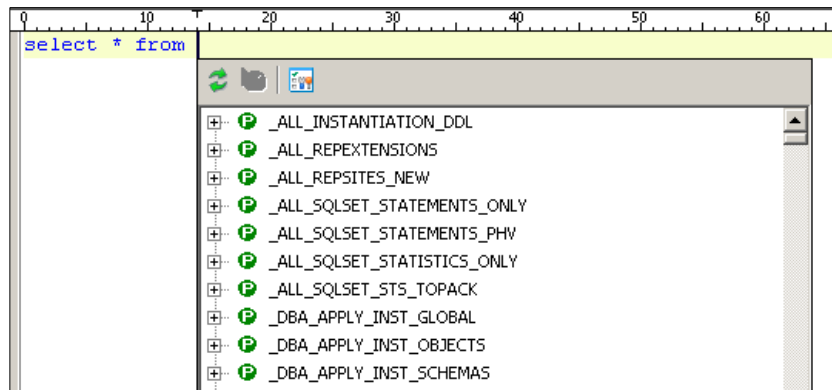 0 10 20 30 40 50 60
select * from
P _ALL_INSTANTIATION_DDL
P _ALL_REPEXTENSIONS
P _ALL_REPSITES_NEW
P _ALL_SQLSET_STATEMENTS_ONLY
P _ALL_SQLSET_STATEMENTS_PHV
P _ALL_SQLSET_STATISTICS_ONLY
P _ALL_SQLSET_STS_TOPACK
P _DBA_APPLY_INST_GLOBAL
P _DBA_APPLY_INST_OBJECTS
P _DBA_APPLY_INST_SCHEMAS